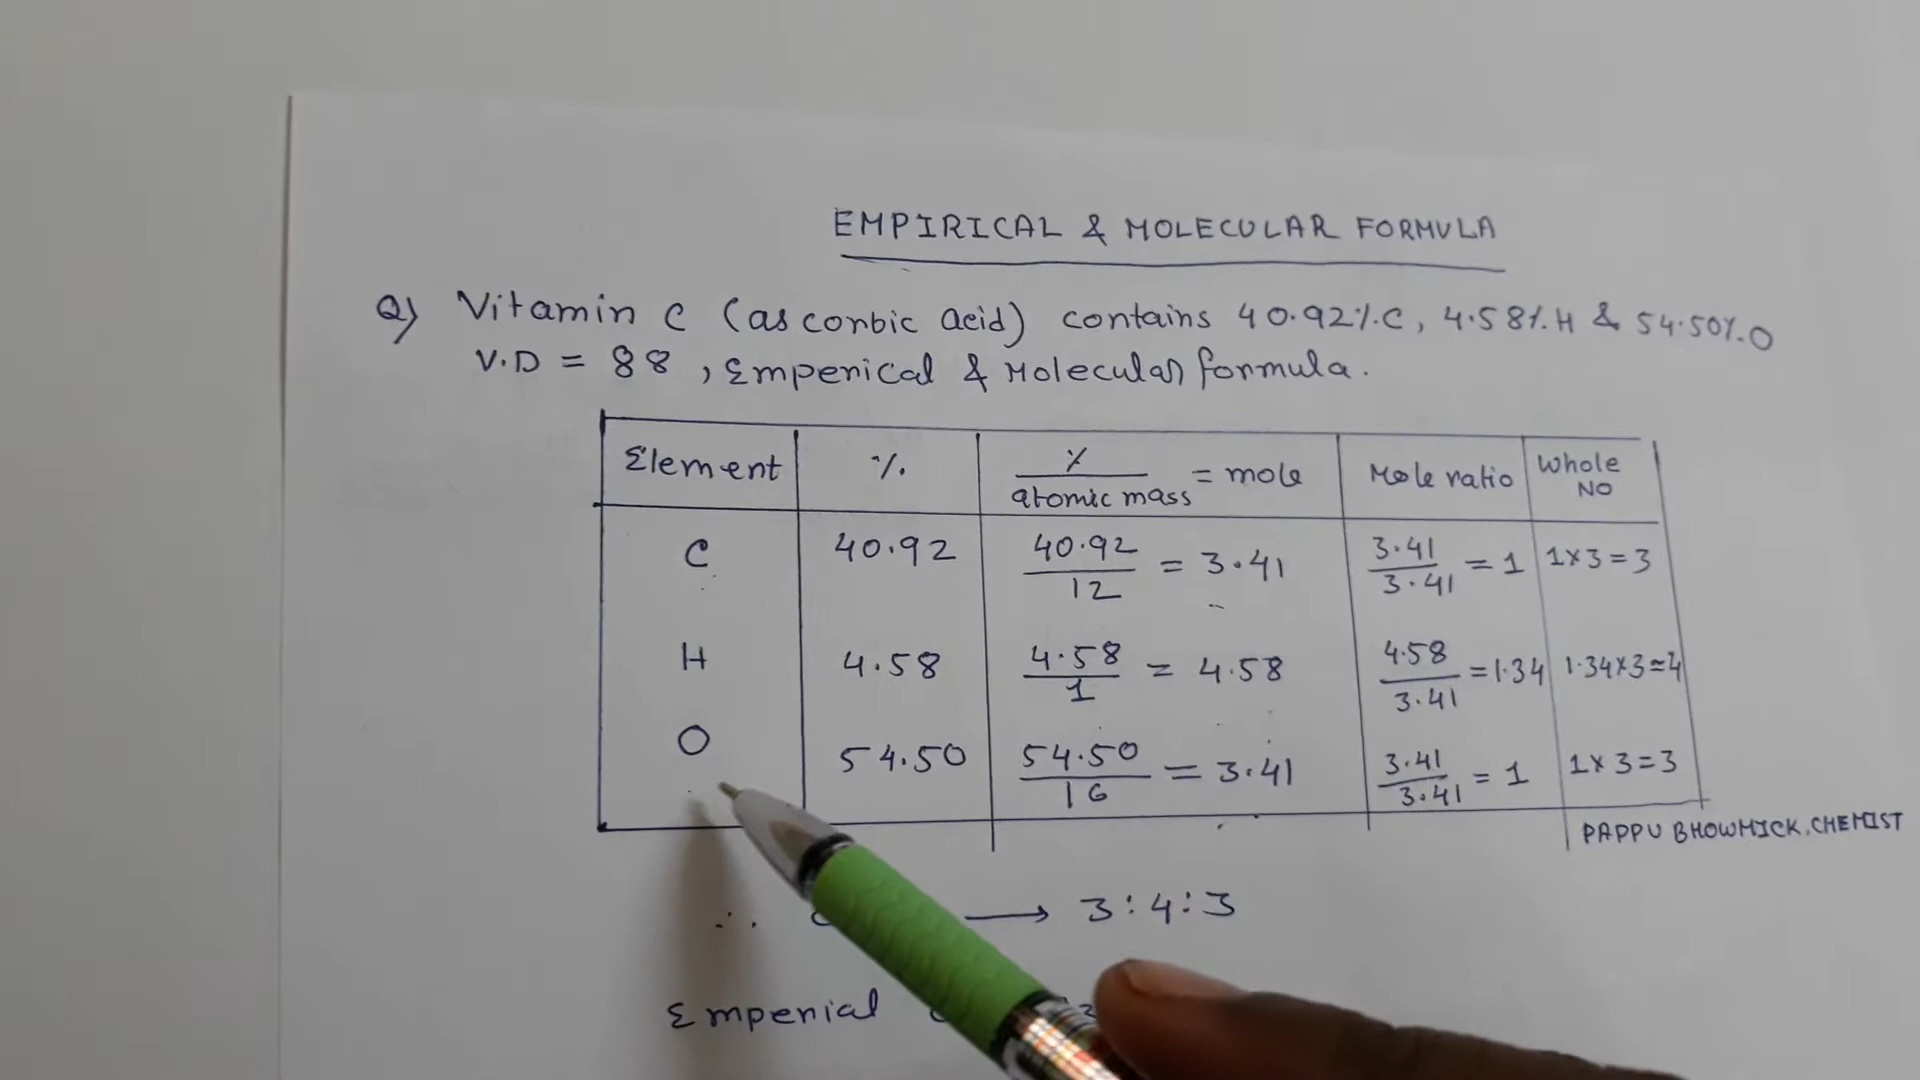 EMPIRICAL & MOLECULAR FORMULA
Q) Vitamin C (asconbic acid) contains 40.92%.C, 4.58%.H & 54.50%.O
V.D = 88, Emperical & Molecular formula.
Element % %/atomic mass = mole Mole ratio Whole NO
C 40.92 40.92/12 = 3.41 3.41/3.41 = 1 1×3=3
H 4.58 4.58/1 = 4.58 4.58/3.41 = 1.34 1.34×3≈4
O 54.50 54.50/16 = 3.41 3.41/3.41 = 1 1×3=3
PAPPU BHOWMICK, CHEMIST
∴ → 3:4:3
Emperial